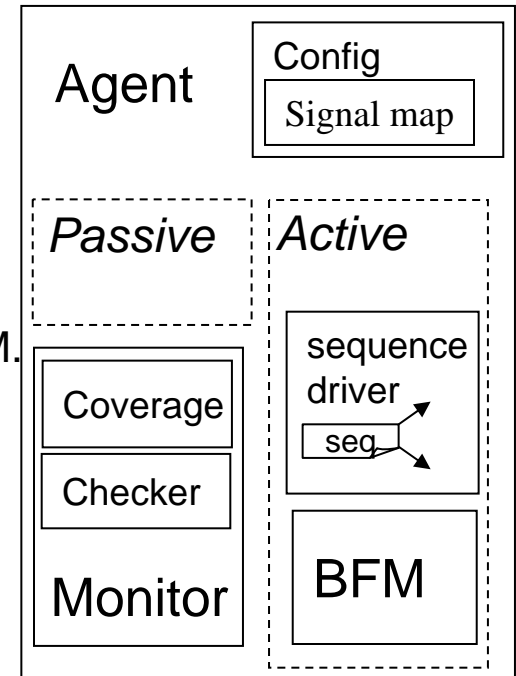 Agent
Config
Signal map
Passive
Active
M.
sequence
driver
seq
Coverage
Checker
Monitor
BFM